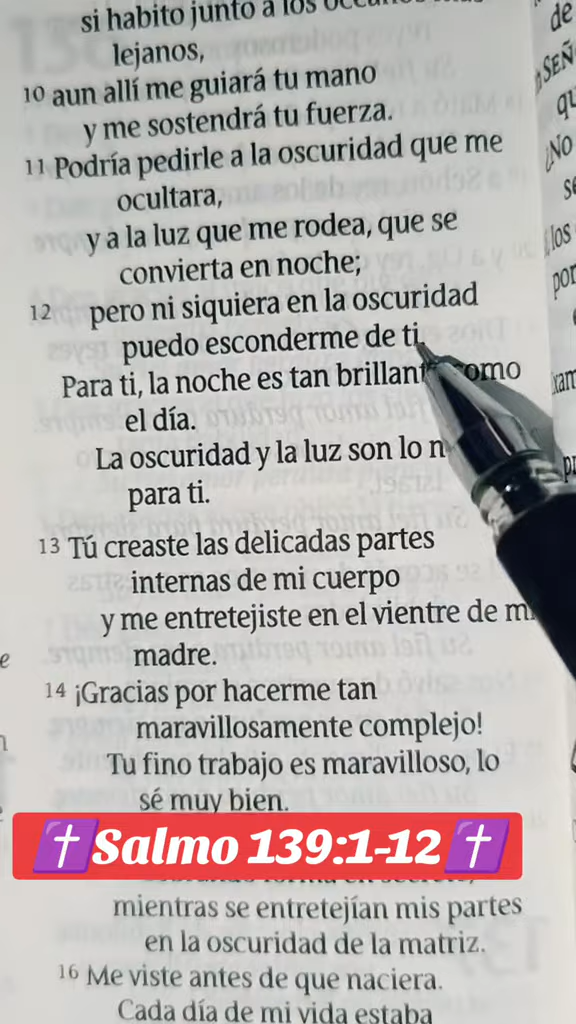 si habito junto a los
lejanos,
10 aun allí me guiará tu mano
y me sostendrá tu fuerza.
11 Podría pedirle a la oscuridad que me
ocultara,
y a la luz que me rodea, que se
convierta en noche;
12 pero ni siquiera en la oscuridad
puedo esconderme de ti.
Para ti, la noche es tan brillante como
el día.
La oscuridad y la luz son lo
para ti.
13 Tú creaste las delicadas partes
internas de mi cuerpo
y me entretejiste en el vientre de
madre.
14 ¡Gracias por hacerme tan
maravillosamente complejo!
Tu fino trabajo es maravilloso, lo
sé muy bien.
✝Salmo 139:1-12✝
mientras se entretejían mis partes
en la oscuridad de la matriz.
16 Me viste antes de que naciera.
Cada día de mi vida estaba
de
¿No
los